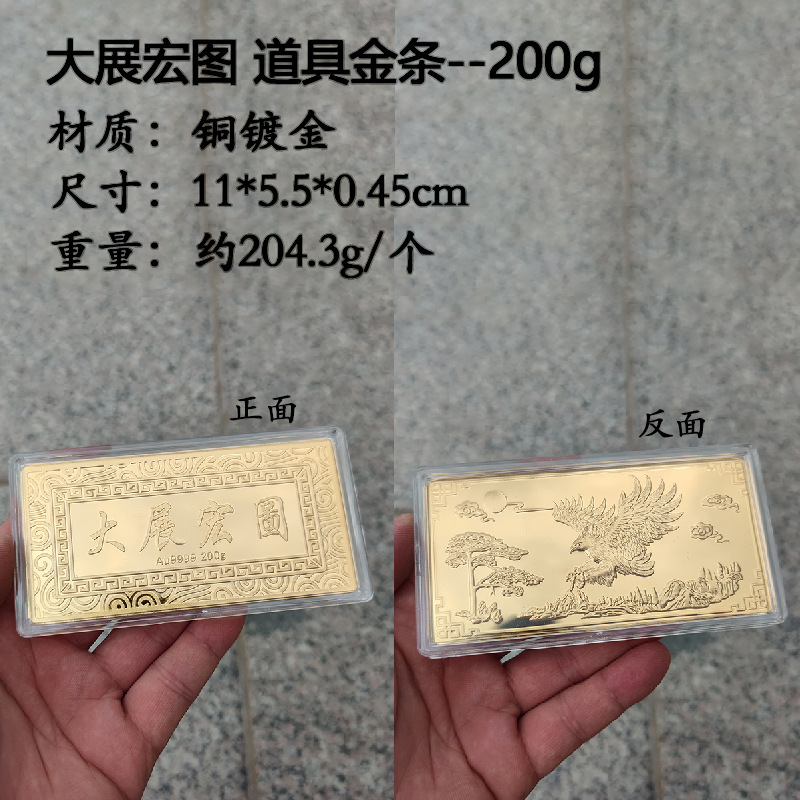 大展宏图 道具金条--200g
材质：铜镀金
尺寸：11*5.5*0.45cm
重量：约204.3g/个
正面
反面
大展宏圖
Au9999 200g